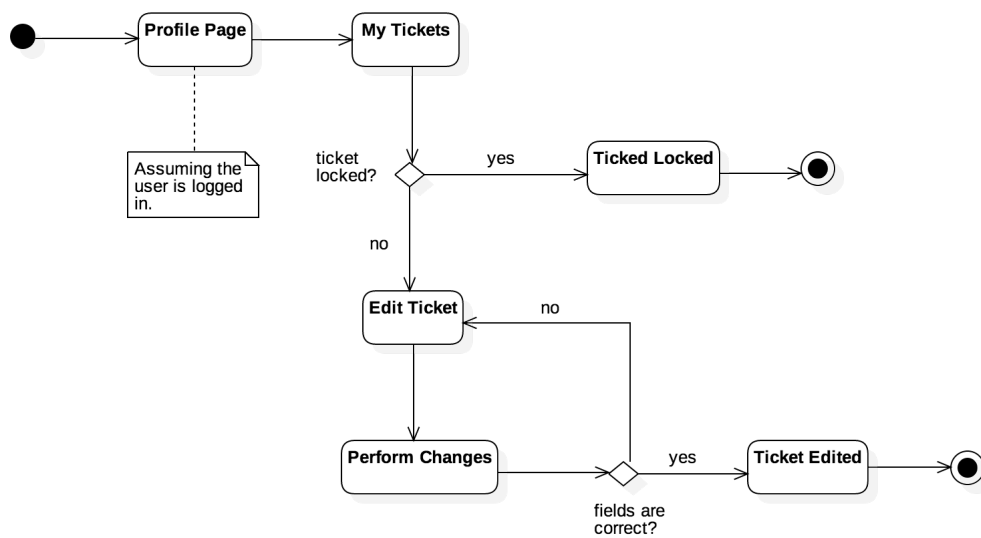 Profile Page
My Tickets
Assuming the
user is logged
in.
ticket
locked?
yes
Ticked Locked
no
Edit Ticket
no
Perform Changes
yes
Ticket Edited
fields are
correct?